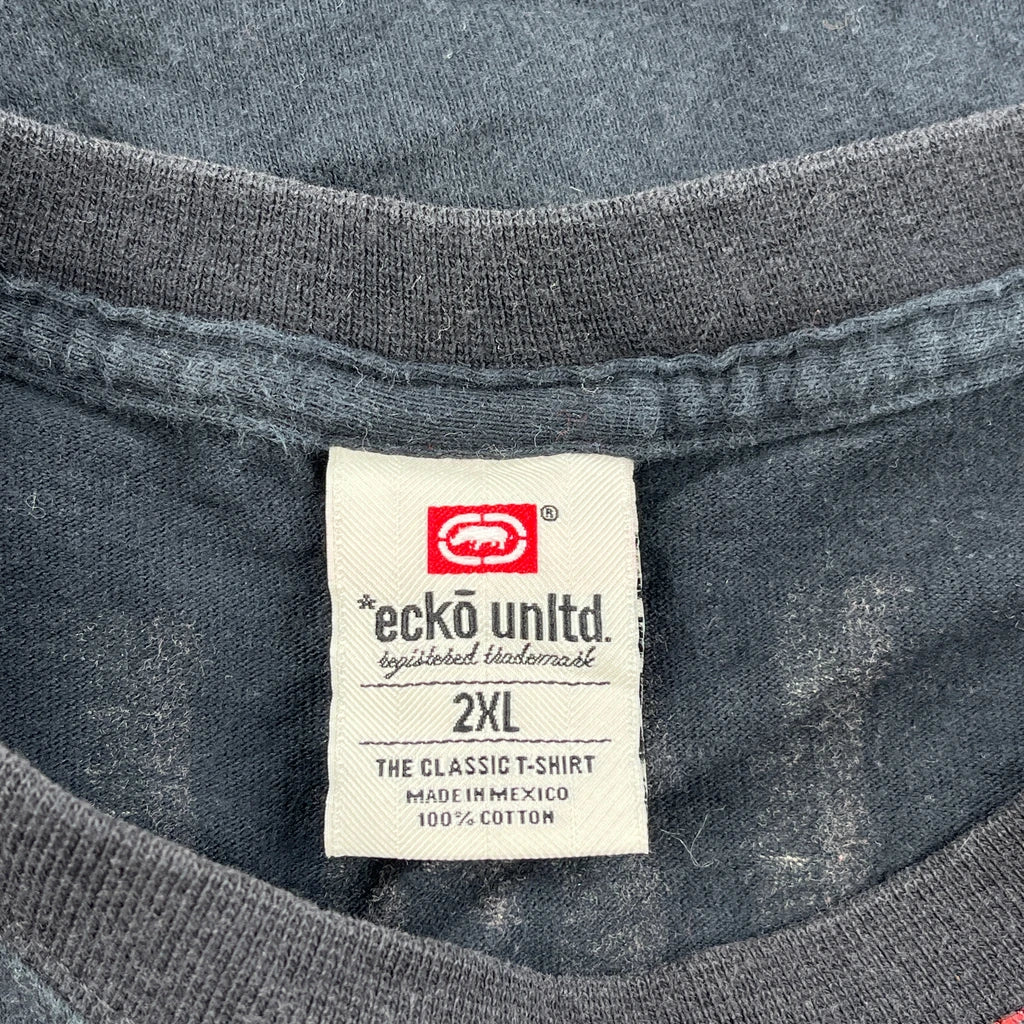 ®
*eckō unltd.
registered trademark
2XL
THE CLASSIC T-SHIRT
MADE IN MEXICO
100% COTTON